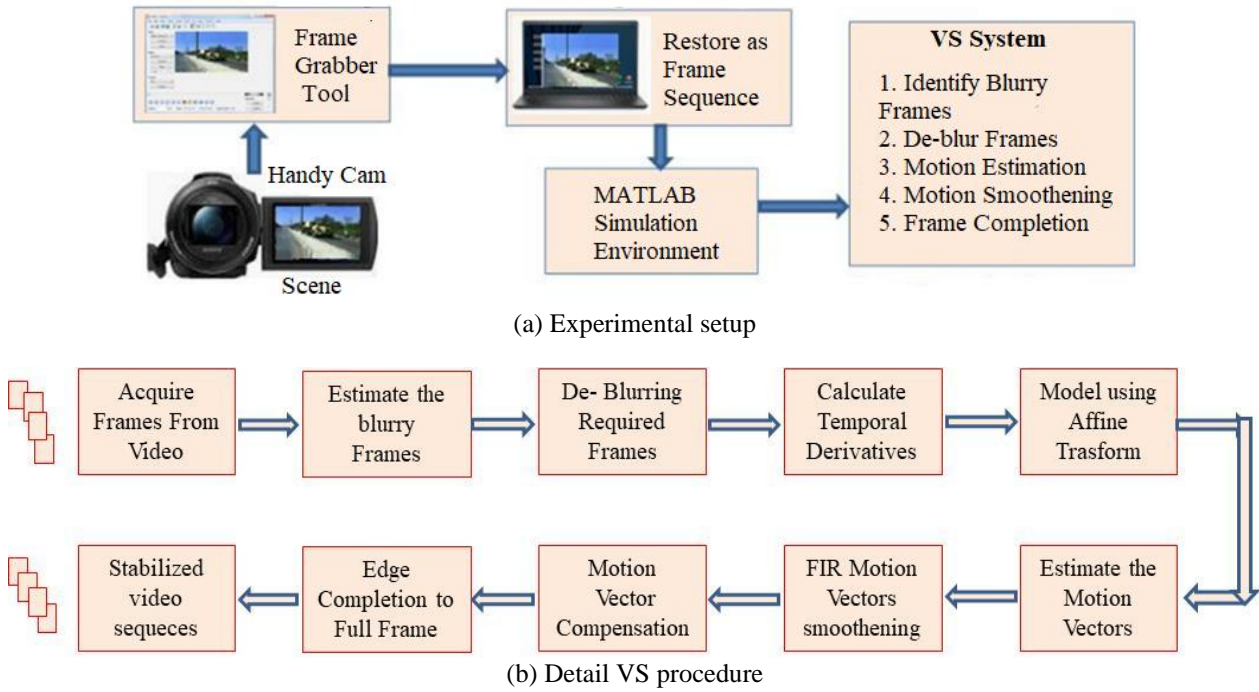 Frame
Grabber
Tool
Restore as
Frame
Sequence
VS System
1. Identify Blurry
Frames
2. De-blur Frames
3. Motion Estimation
4. Motion Smoothening
5. Frame Completion
Handy Cam
Scene
MATLAB
Simulation
Environment
(a) Experimental setup
Acquire
Frames From
Video
Estimate the
blurry
Frames
De- Blurring
Required
Frames
Calculate
Temporal
Derivatives
Model using
Affine
Trasform
Stabilized
video
sequeces
Edge
Completion to
Full Frame
Motion
Vector
Compensation
FIR Motion
Vectors
smoothening
Estimate the
Motion
Vectors
(b) Detail VS procedure